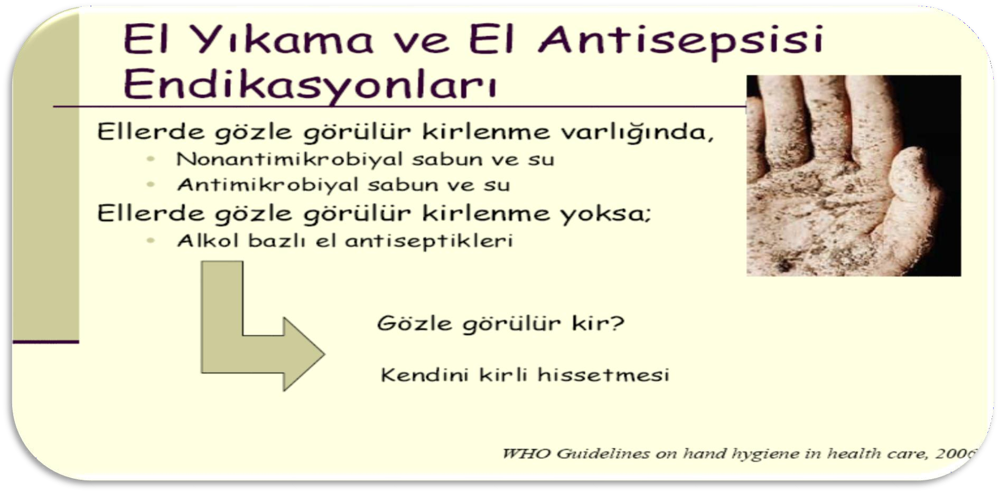 El Yıkama ve El Antisepsisi
Endikasyonları
Ellerde gözle görülür kirlenme varlığında,
• Nonantimikrobiyal sabun ve su
• Antimikrobiyal sabun ve su
Ellerde gözle görülür kirlenme yoksa;
• Alkol bazlı el antiseptikleri
Gözle görülür kir?
Kendini kirli hissetmesi
WHO Guidelines on hand hygiene in health care, 2006